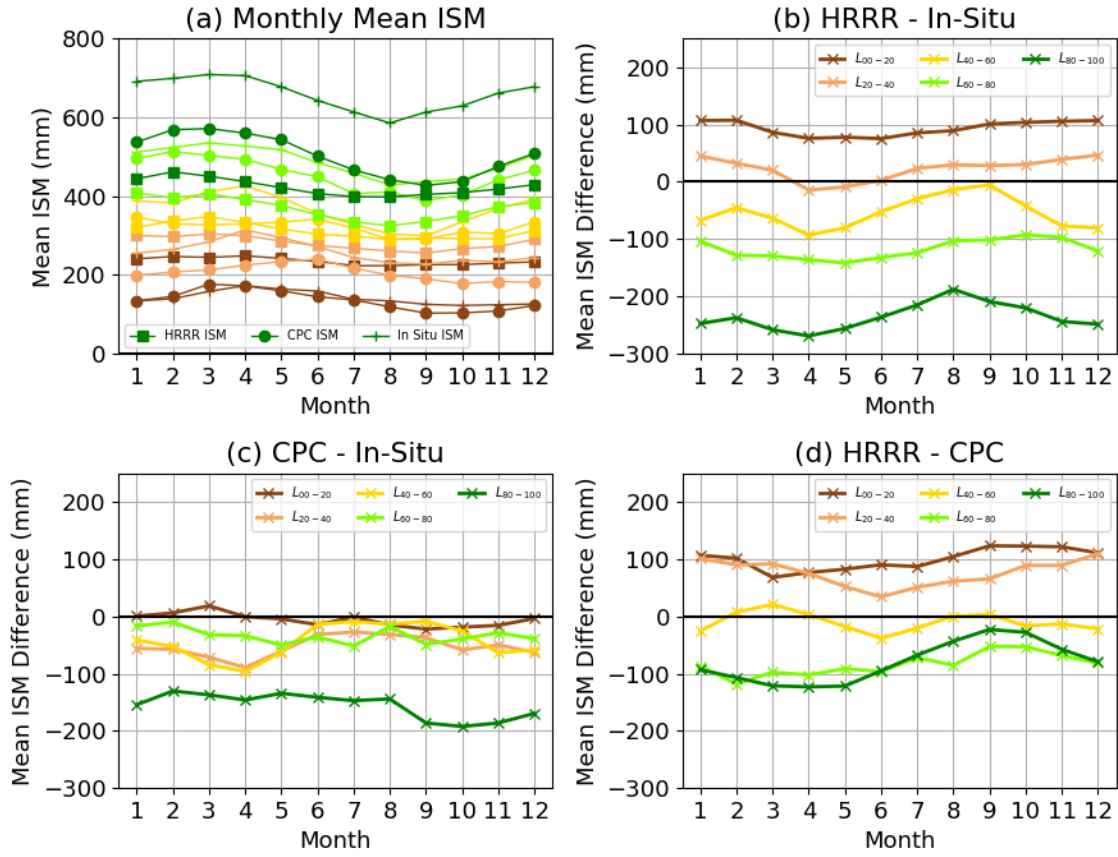 (a) Monthly Mean ISM
Mean ISM (mm)
800
600
400
200
0
HRRR ISM
CPC ISM
In Situ ISM
1 2 3 4 5 6 7 8 9 10 11 12
Month
(b) HRRR - In-Situ
Mean ISM Difference (mm)
200
100
0
−100
−200
−300
L00−20
L20−40
L40−60
L60−80
L80−100
1 2 3 4 5 6 7 8 9 10 11 12
Month
(c) CPC - In-Situ
Mean ISM Difference (mm)
200
100
0
−100
−200
−300
L00−20
L20−40
L40−60
L60−80
L80−100
1 2 3 4 5 6 7 8 9 10 11 12
Month
(d) HRRR - CPC
Mean ISM Difference (mm)
200
100
0
−100
−200
−300
L00−20
L20−40
L40−60
L60−80
L80−100
1 2 3 4 5 6 7 8 9 10 11 12
Month